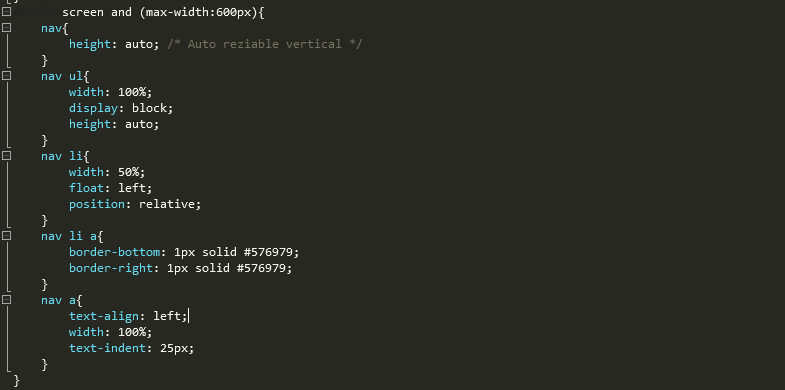 screen and (max-width:600px){
nav{
height: auto; /* Auto reziable vertical */
}
nav ul{
width: 100%;
display: block;
height: auto;
}
nav li{
width: 50%;
float: left;
position: relative;
}
nav li a{
border-bottom: 1px solid #576979;
border-right: 1px solid #576979;
}
nav a{
text-align: left;
width: 100%;
text-indent: 25px;
}
}